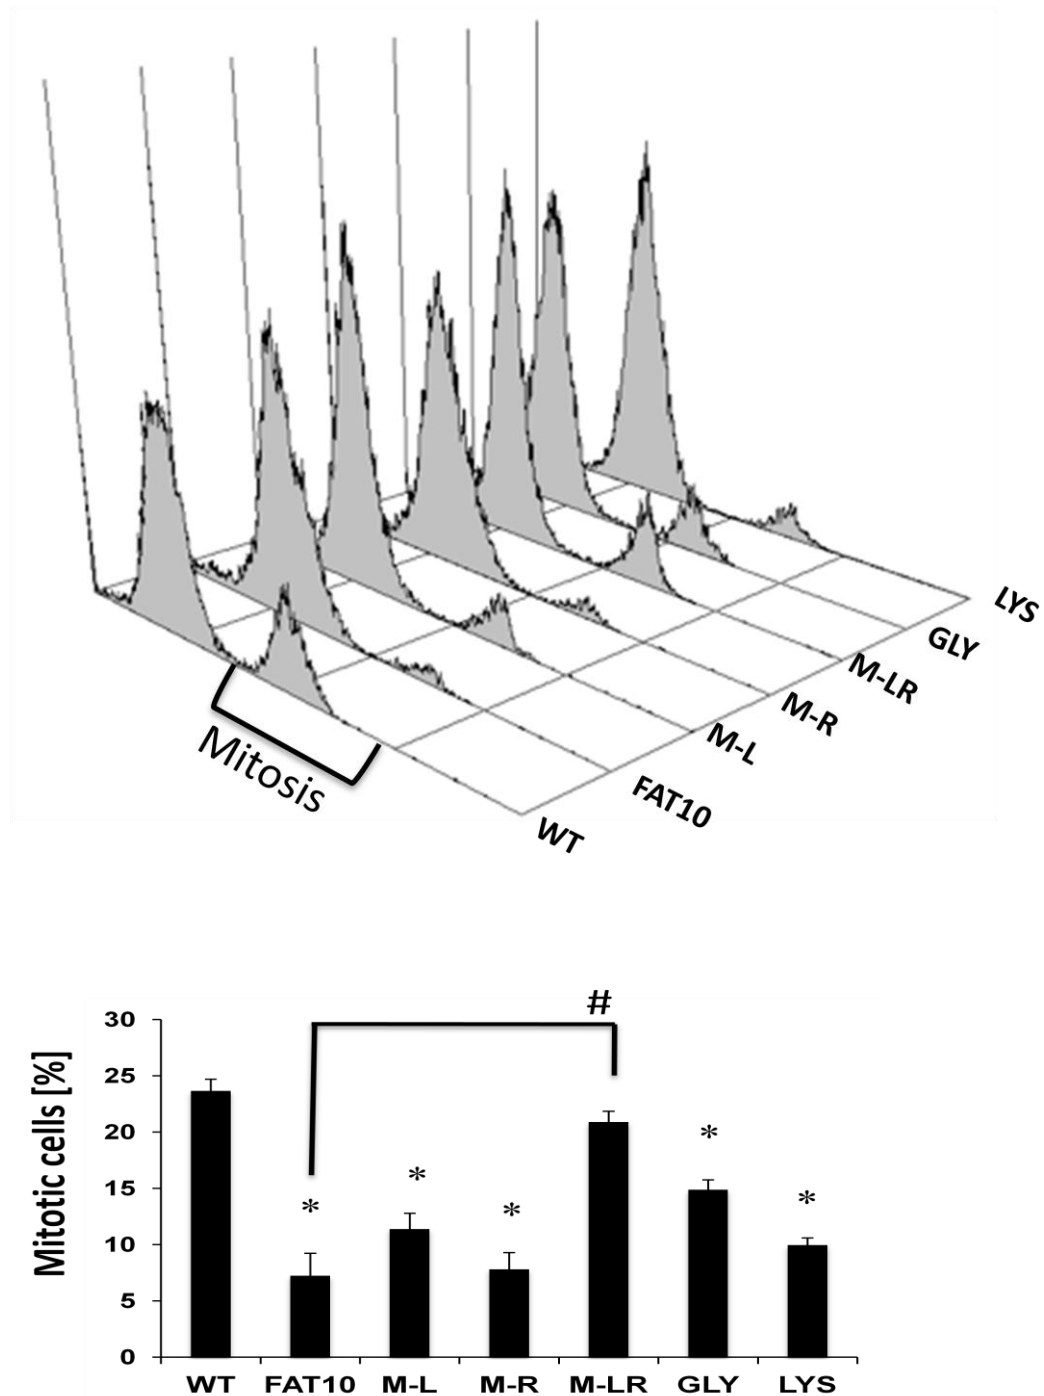 LYS
GLY
M-LR
M-R
M-L
FAT10
WT
Mitosis
#
30
25
20
15
10
5
0
Mitotic cells [%]
* * * * *
WT FAT10 M-L M-R M-LR GLY LYS